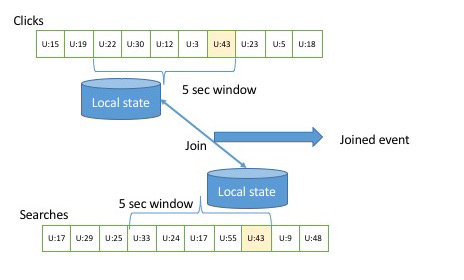 Clicks
U:15 U:19 U:22 U:30 U:12 U:3 U:43 U:23 U:5 U:18
5 sec window
Local state
Join
Joined event
Local state
5 sec window
Searches
U:17 U:29 U:25 U:33 U:24 U:17 U:55 U:43 U:9 U:48